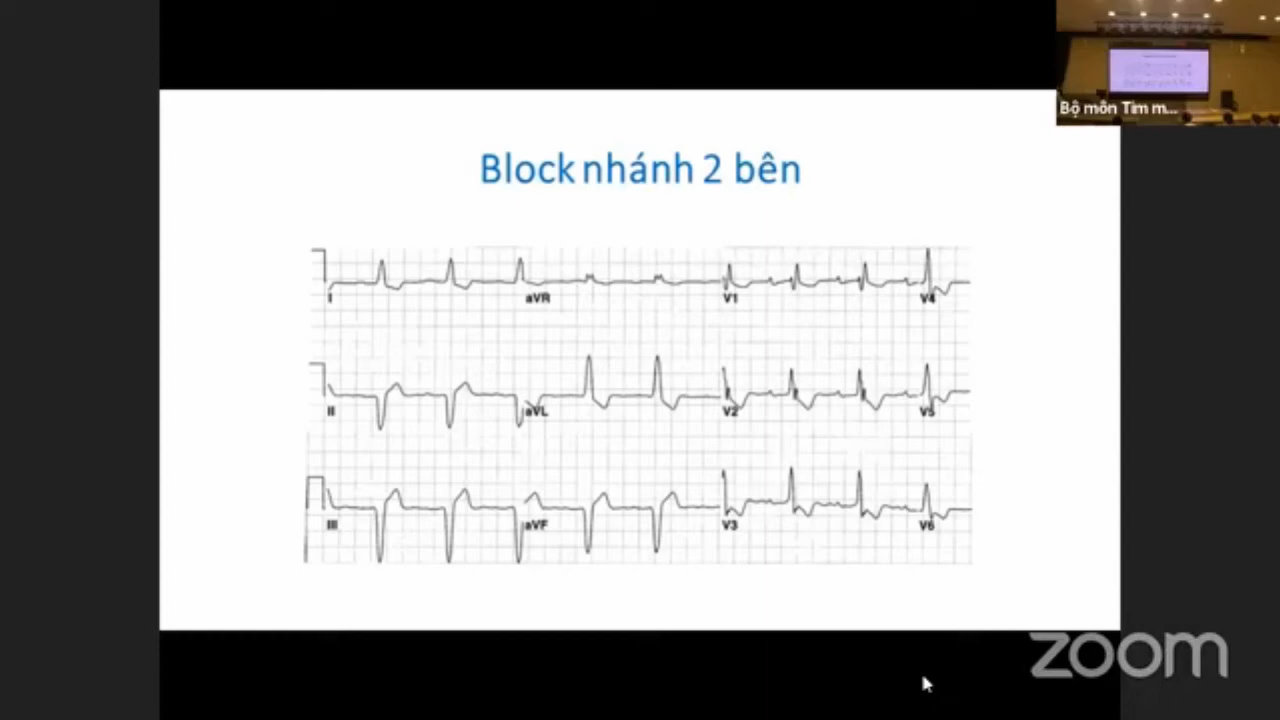 Bộ môn Tim m...
Block nhánh 2 bên
I aVR V1 V4
II aVL V2 V5
III aVF V3 V6
zoom